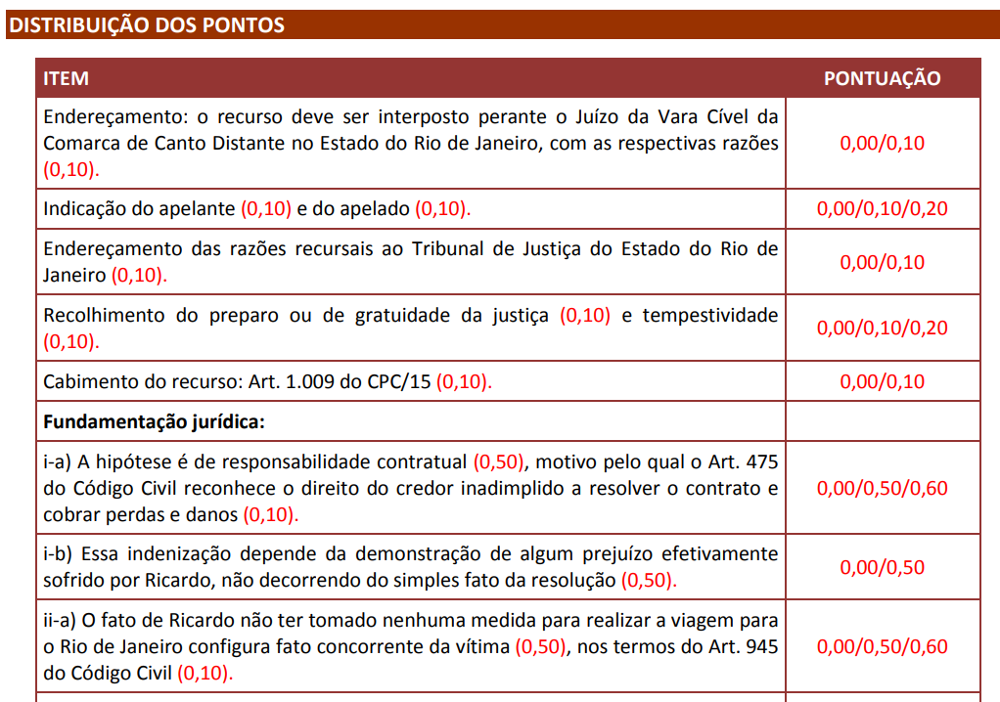 DISTRIBUIÇÃO DOS PONTOS
ITEM PONTUAÇÃO
Endereçamento: o recurso deve ser interposto perante o Juízo da Vara Cível da
Comarca de Canto Distante no Estado do Rio de Janeiro, com as respectivas razões
(0,10).
0,00/0,10
Indicação do apelante (0,10) e do apelado (0,10). 0,00/0,10/0,20
Endereçamento das razões recursais ao Tribunal de Justiça do Estado do Rio de
Janeiro (0,10).
0,00/0,10
Recolhimento do preparo ou de gratuidade da justiça (0,10) e tempestividade
(0,10).
0,00/0,10/0,20
Cabimento do recurso: Art. 1.009 do CPC/15 (0,10). 0,00/0,10
Fundamentação jurídica:
i-a) A hipótese é de responsabilidade contratual (0,50), motivo pelo qual o Art. 475
do Código Civil reconhece o direito do credor inadimplido a resolver o contrato e
cobrar perdas e danos (0,10).
0,00/0,50/0,60
i-b) Essa indenização depende da demonstração de algum prejuízo efetivamente
sofrido por Ricardo, não decorrendo do simples fato da resolução (0,50).
0,00/0,50
ii-a) O fato de Ricardo não ter tomado nenhuma medida para realizar a viagem para
o Rio de Janeiro configura fato concorrente da vítima (0,50), nos termos do Art. 945
do Código Civil (0,10).
0,00/0,50/0,60